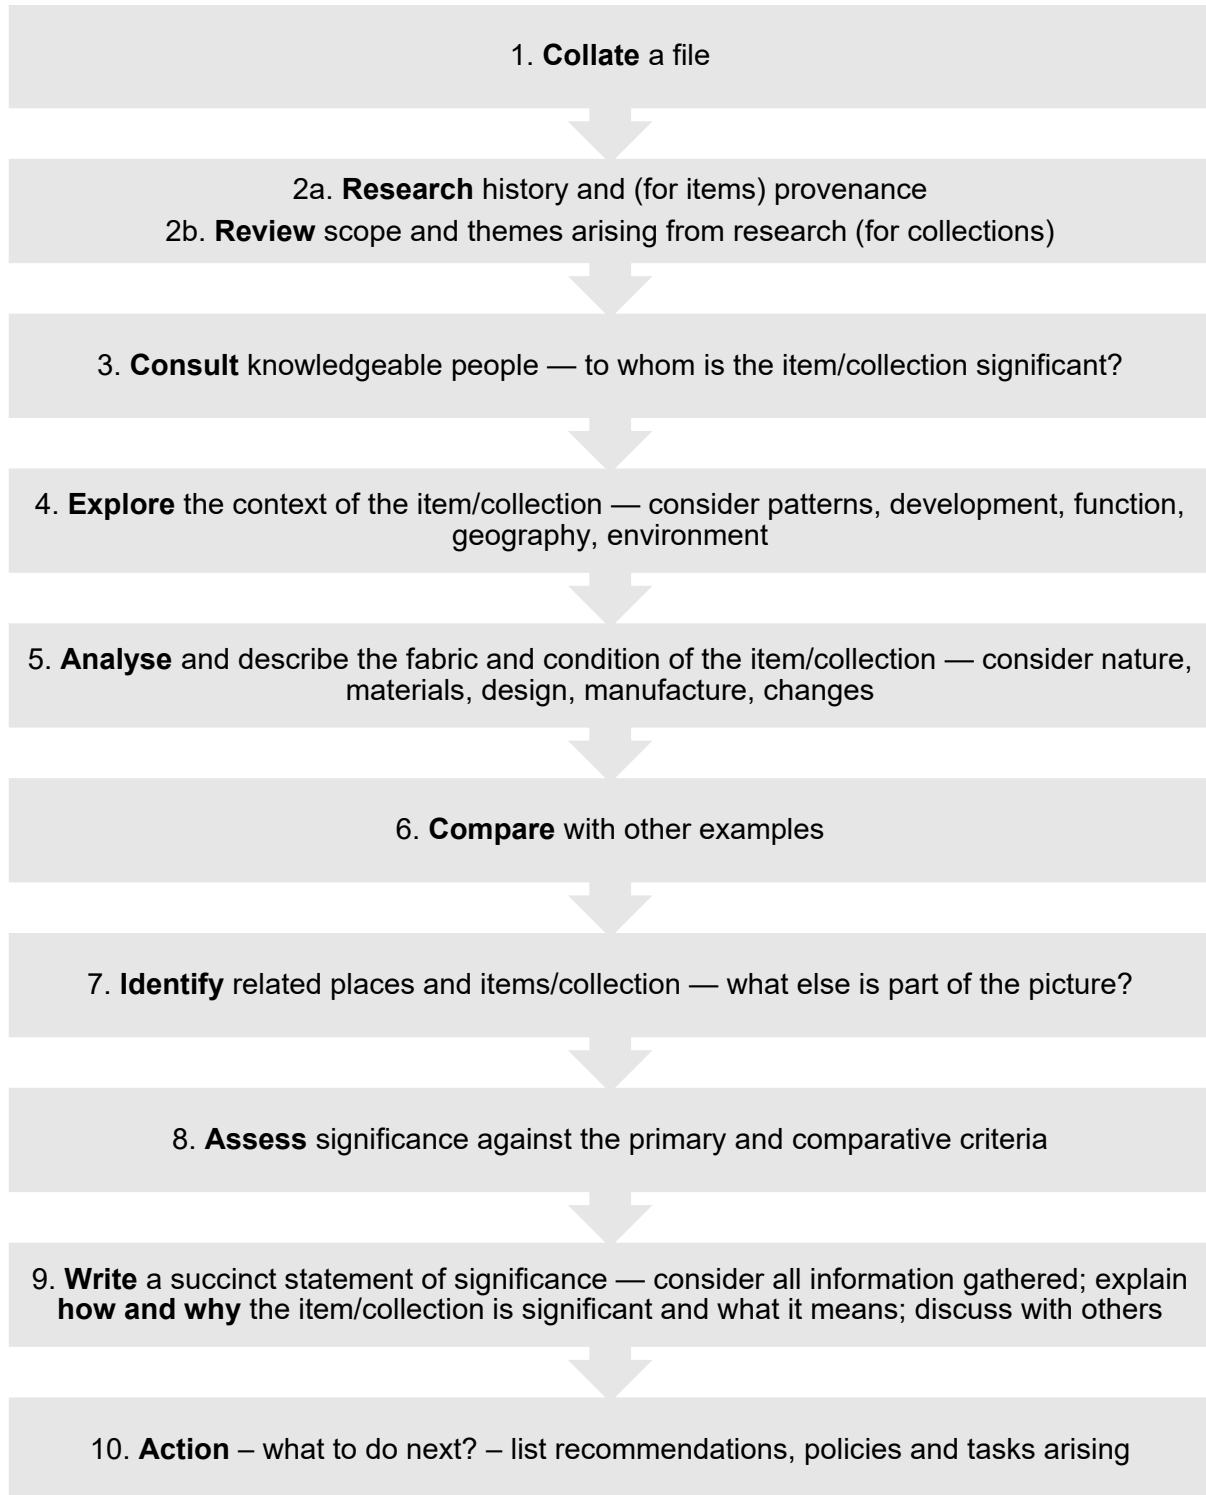 1. Collate a file
2a. Research history and (for items) provenance
2b. Review scope and themes arising from research (for collections)
3. Consult knowledgeable people — to whom is the item/collection significant?
4. Explore the context of the item/collection — consider patterns, development, function,
geography, environment
5. Analyse and describe the fabric and condition of the item/collection — consider nature,
materials, design, manufacture, changes
6. Compare with other examples
7. Identify related places and items/collection — what else is part of the picture?
8. Assess significance against the primary and comparative criteria
9. Write a succinct statement of significance — consider all information gathered; explain
how and why the item/collection is significant and what it means; discuss with others
10. Action – what to do next? – list recommendations, policies and tasks arising